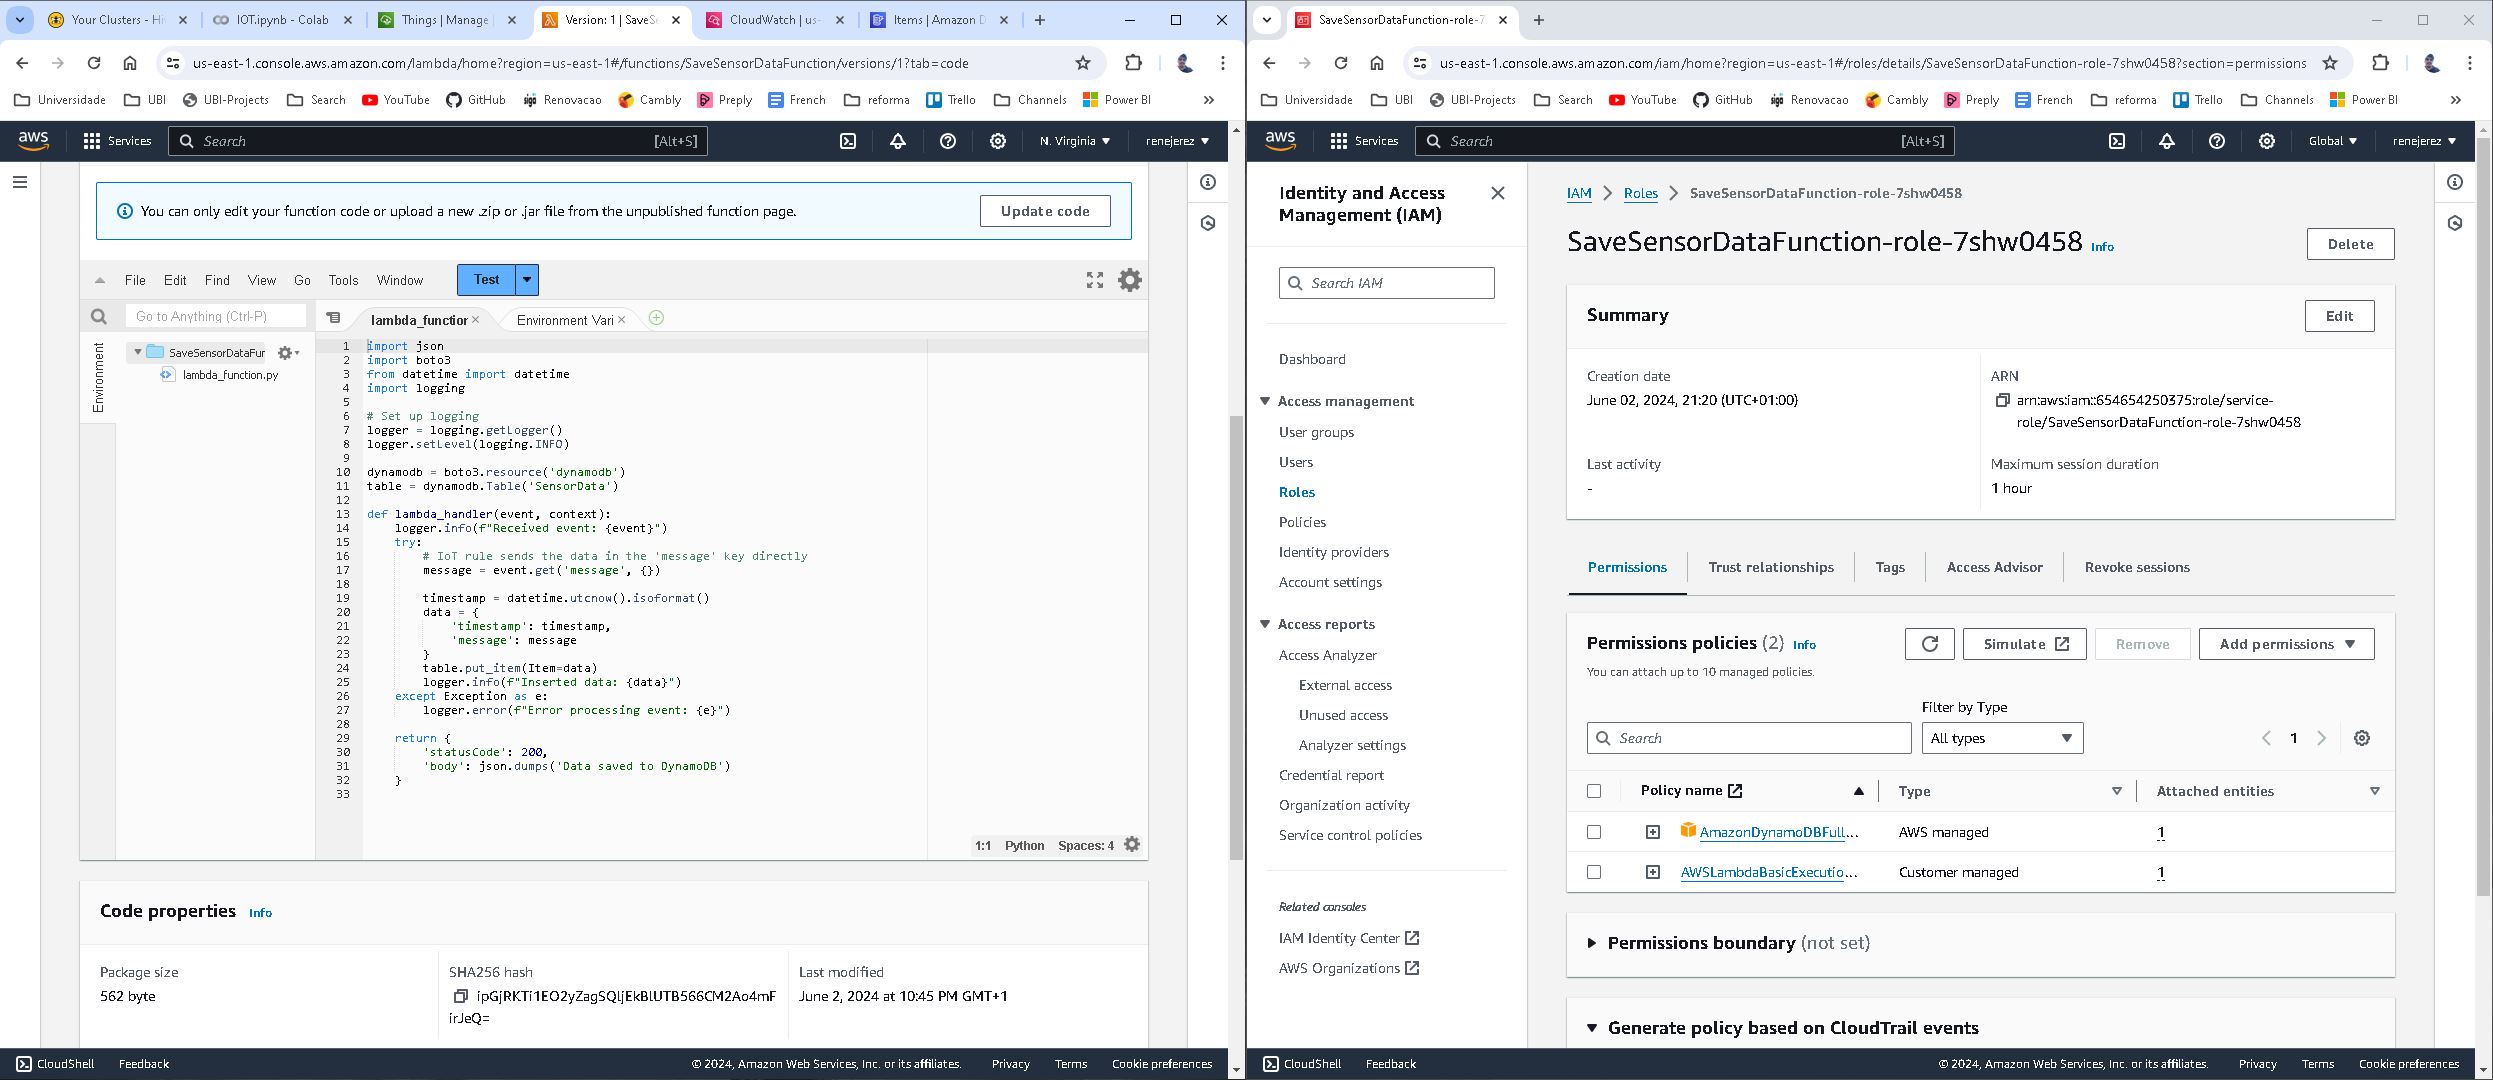 Your Clusters - Hi
IOT.ipynb - Colab
Things | Manage
Version: 1 | SaveSe
CloudWatch | us-
Items | Amazon D
us-east-1.console.aws.amazon.com/lambda/home?region=us-east-1#/functions/SaveSensorDataFunction/versions/1?tab=code
Universidade
UBI
UBI-Projects
Search
YouTube
GitHub
Renovacao
Cambly
Preply
French
reforma
Trello
Channels
Power BI
aws
Services
Search
[Alt+S]
N. Virginia
renejerez
You can only edit your function code or upload a new .zip or .jar file from the unpublished function page.
Update code
File Edit Find View Go Tools Window
Test
Go to Anything (Ctrl-P)
lambda_function
Environment Vari
Environment
SaveSensorDataFur
lambda_function.py
1 import json
2 import boto3
3 from datetime import datetime
4 import logging
5
6 # Set up logging
7 logger = logging.getLogger()
8 logger.setLevel(logging.INFO)
9
10 dynamodb = boto3.resource('dynamodb')
11 table = dynamodb.Table('SensorData')
12
13 def lambda_handler(event, context):
14 logger.info(f"Received event: {event}")
15 try:
16 # IoT rule sends the data in the 'message' key directly
17 message = event.get('message', {})
18
19 timestamp = datetime.utcnow().isoformat()
20 data = {
21 'timestamp': timestamp,
22 'message': message
23 }
24 table.put_item(Item=data)
25 logger.info(f"Inserted data: {data}")
26 except Exception as e:
27 logger.error(f"Error processing event: {e}")
28
29 return {
30 'statusCode': 200,
31 'body': json.dumps('Data saved to DynamoDB')
32 }
33
1:1 Python Spaces: 4
Code properties Info
Package size
562 byte
SHA256 hash
ipGjRKTi1EO2yZagSQljEkBlUTB566CM2Ao4mF
irJeQ=
Last modified
June 2, 2024 at 10:45 PM GMT+1
CloudShell
Feedback
© 2024, Amazon Web Services, Inc. or its affiliates.
Privacy
Terms
Cookie preferences
SaveSensorDataFunction-role-7
us-east-1.console.aws.amazon.com/iam/home?region=us-east-1#/roles/details/SaveSensorDataFunction-role-7shw0458?section=permissions
Universidade
UBI
UBI-Projects
Search
YouTube
GitHub
Renovacao
Cambly
Preply
French
reforma
Trello
Channels
Power BI
aws
Services
Search
[Alt+S]
Global
renejerez
Identity and Access
Management (IAM)
Search IAM
Dashboard
Access management
User groups
Users
Roles
Policies
Identity providers
Account settings
Access reports
Access Analyzer
External access
Unused access
Analyzer settings
Credential report
Organization activity
Service control policies
Related consoles
IAM Identity Center
AWS Organizations
IAM > Roles > SaveSensorDataFunction-role-7shw0458
SaveSensorDataFunction-role-7shw0458 Info
Delete
Summary
Edit
Creation date
June 02, 2024, 21:20 (UTC+01:00)
ARN
arn:aws:iam::654654250375:role/service-
role/SaveSensorDataFunction-role-7shw0458
Last activity
-
Maximum session duration
1 hour
Permissions
Trust relationships
Tags
Access Advisor
Revoke sessions
Permissions policies (2) Info
You can attach up to 10 managed policies.
Simulate
Remove
Add permissions
Filter by Type
Search
All types
1
Policy name
Type
Attached entities
AmazonDynamoDBFull...
AWS managed
1
AWSLambdaBasicExecutio...
Customer managed
1
Permissions boundary (not set)
Generate policy based on CloudTrail events
CloudShell
Feedback
© 2024, Amazon Web Services, Inc. or its affiliates.
Privacy
Terms
Cookie preferences